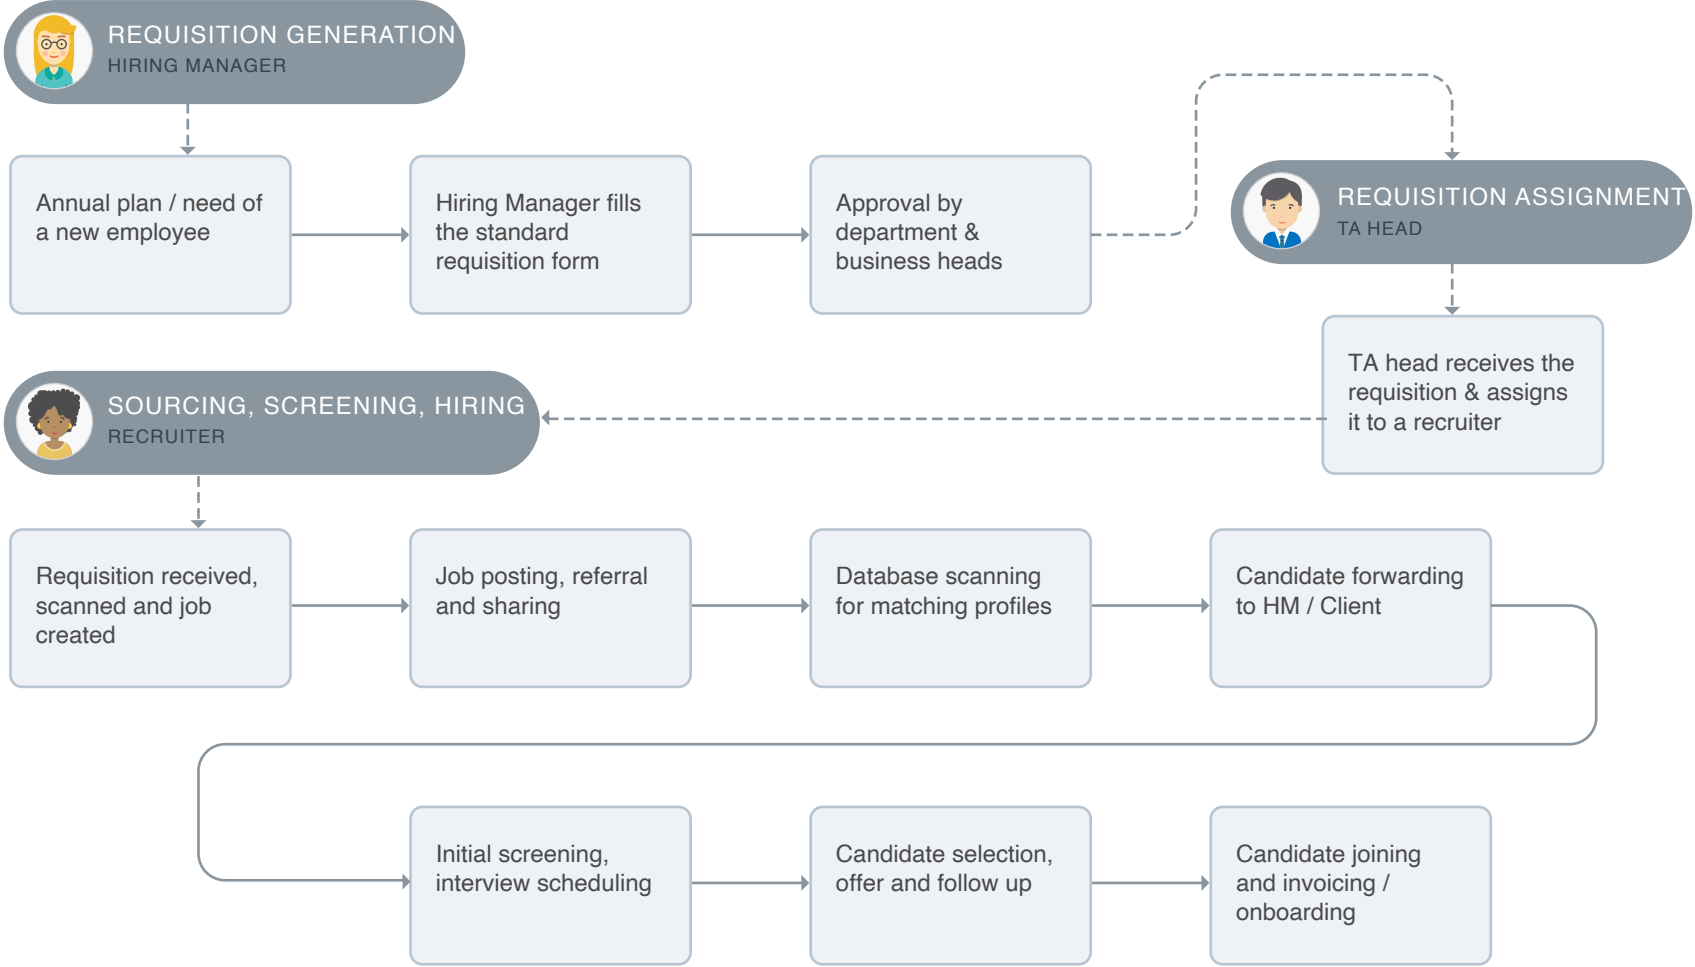 REQUISITION GENERATION
HIRING MANAGER
Annual plan / need of
a new employee
Hiring Manager fills
the standard
requisition form
Approval by
department &
business heads
REQUISITION ASSIGNMENT
TA HEAD
TA head receives the
requisition & assigns
it to a recruiter
SOURCING, SCREENING, HIRING
RECRUITER
Requisition received,
scanned and job
created
Job posting, referral
and sharing
Database scanning
for matching profiles
Candidate forwarding
to HM / Client
Initial screening,
interview scheduling
Candidate selection,
offer and follow up
Candidate joining
and invoicing /
onboarding